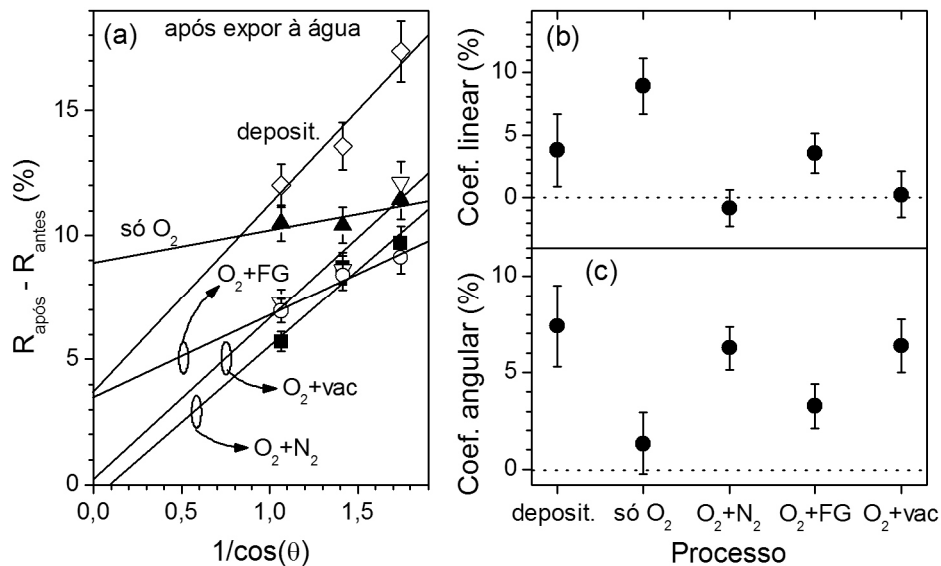 (a)
após expor à água
deposit.
só O₂
O₂+FG
O₂+vac
O₂+N₂
R_após - R_antes (%)
15
10
5
0
0,0 0,5 1,0 1,5
1/cos(θ)
(b)
Coef. linear (%)
10
5
0
(c)
Coef. angular (%)
10
5
0
deposit. só O₂ O₂+N₂ O₂+FG O₂+vac
Processo